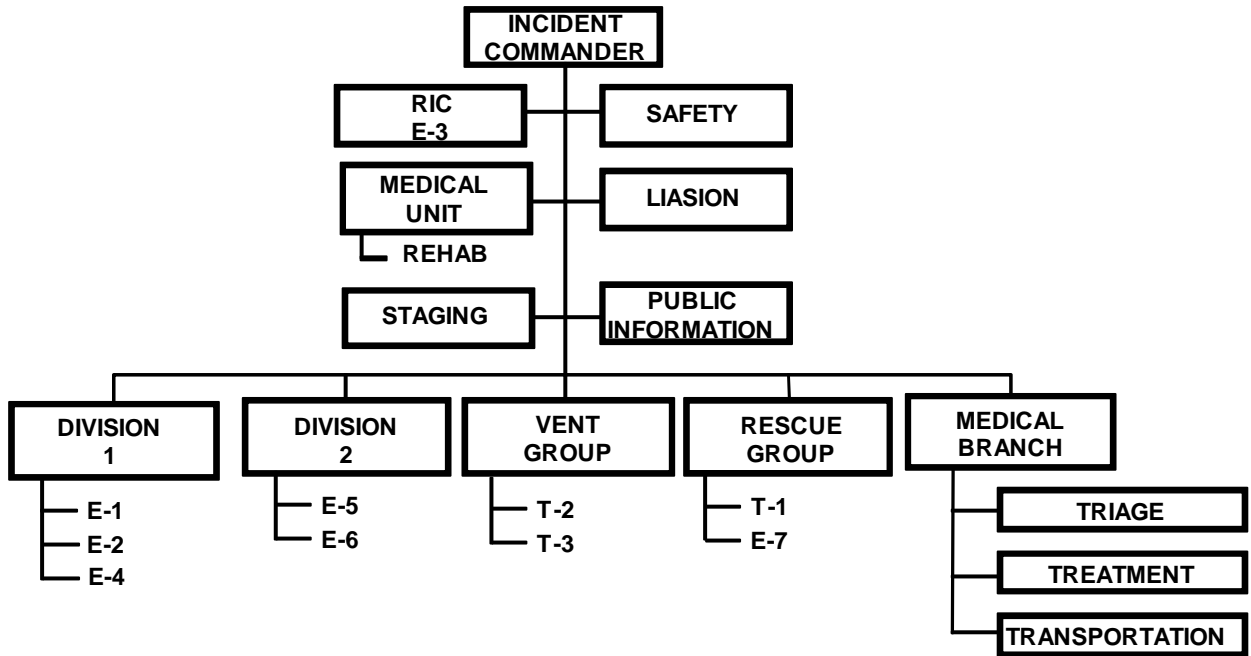 INCIDENT
COMMANDER
RIC
E-3
SAFETY
MEDICAL
UNIT
LIASION
REHAB
STAGING
PUBLIC
INFORMATION
DIVISION
1
E-1
E-2
E-4
DIVISION
2
E-5
E-6
VENT
GROUP
T-2
T-3
RESCUE
GROUP
T-1
E-7
MEDICAL
BRANCH
TRIAGE
TREATMENT
TRANSPORTATION